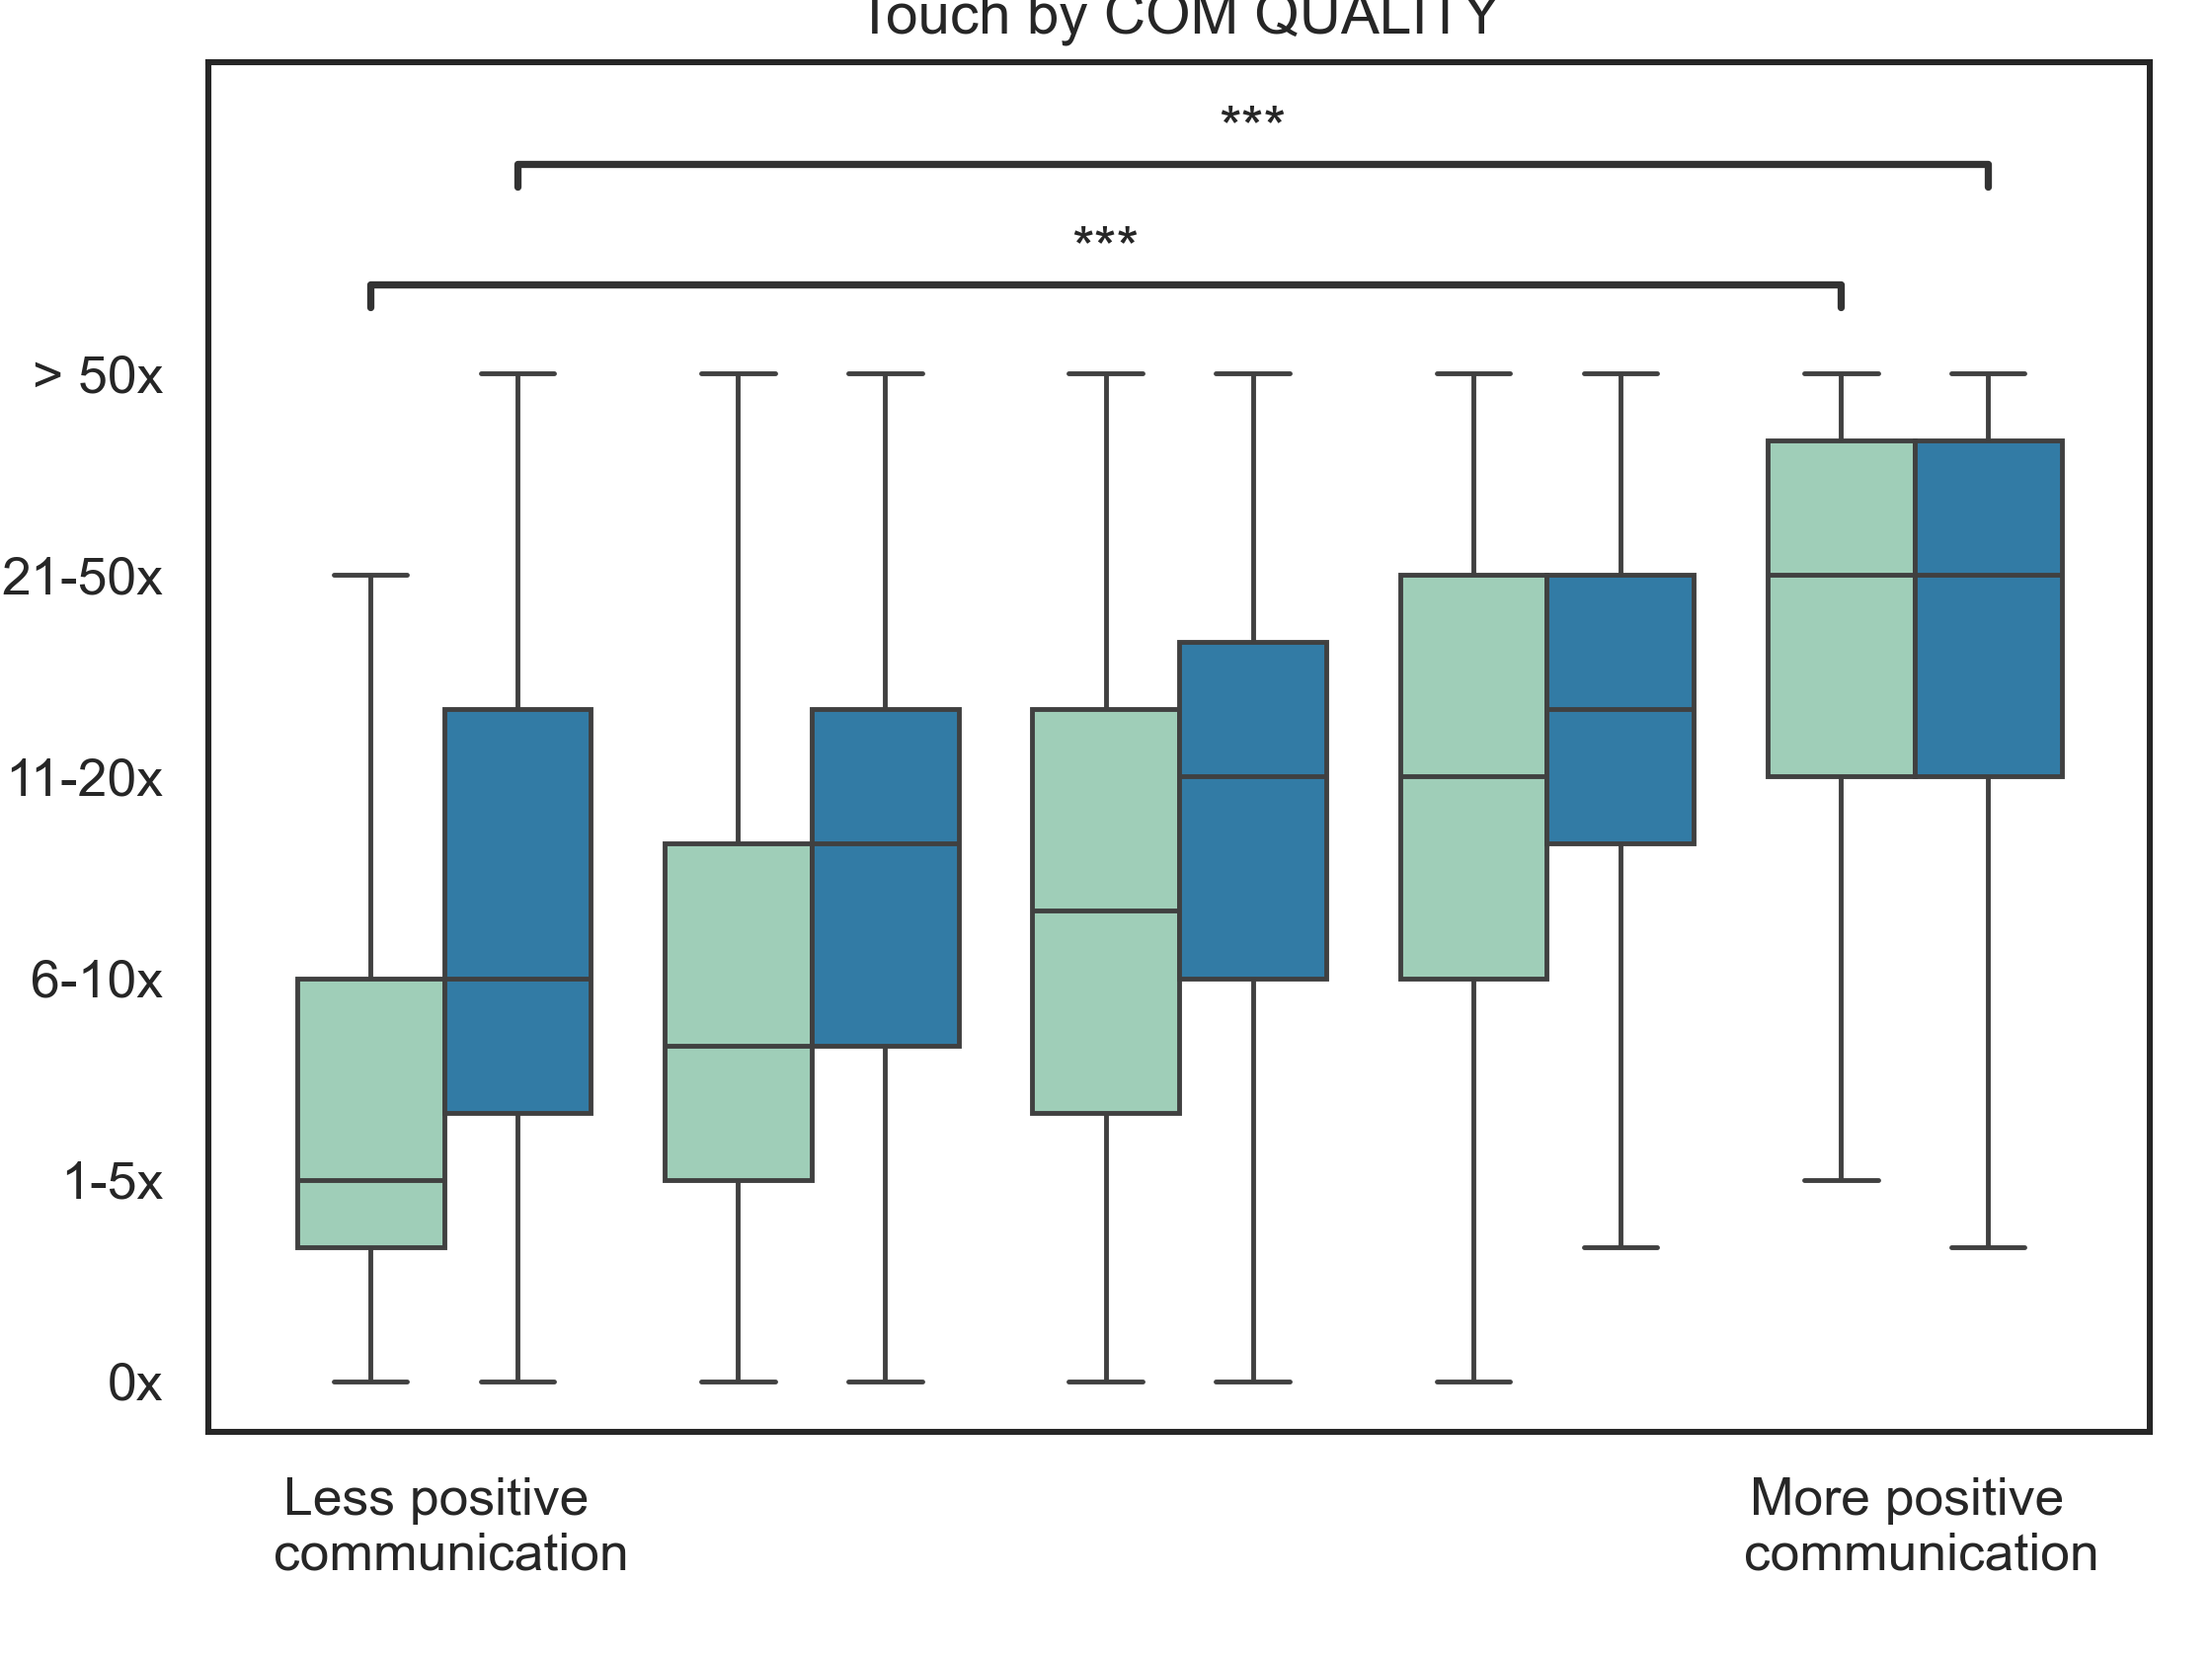 Touch by COM QUALITY
***
***
> 50x
21-50x
11-20x
6-10x
1-5x
0x
Less positive
communication
More positive
communication